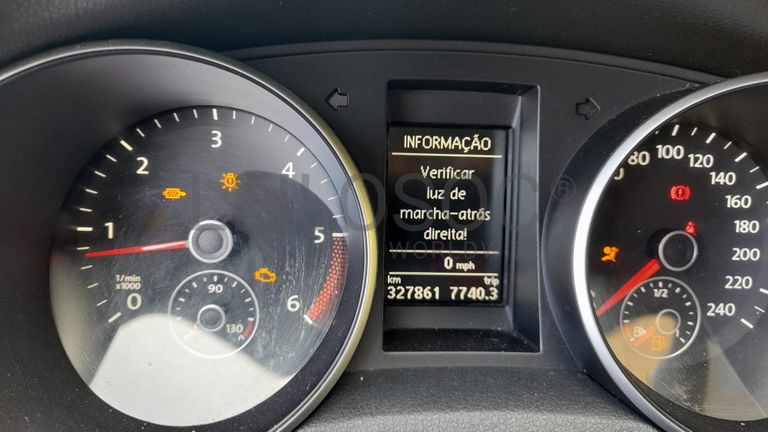 INFORMAÇÃO
Verificar
luz de
marcha-atrás
direita!
0 mph
km trip
327861 7740.3
0 1 2 3 4 5 6
1/min
x1000
90
130
80 100 120
140
160
180
200
220
240
1/2
WORLDW